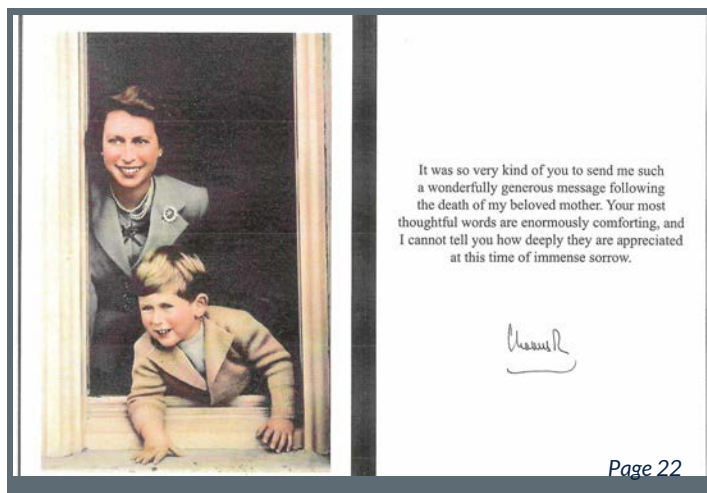 It was so very kind of you to send me such
a wonderfully generous message following
the death of my beloved mother. Your most
thoughtful words are enormously comforting, and
I cannot tell you how deeply they are appreciated
at this time of immense sorrow.
Charles R
Page 22